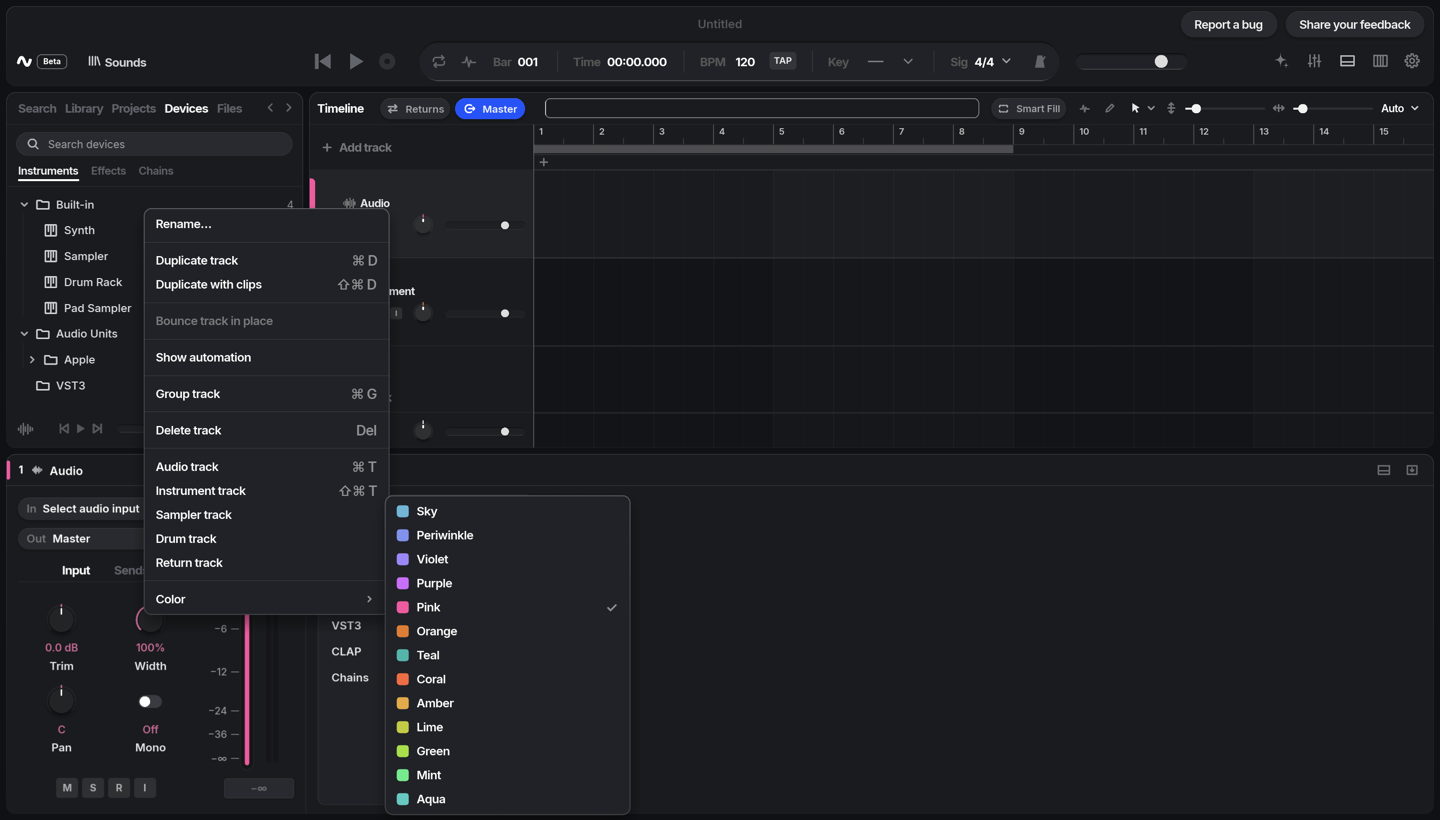 Untitled
Report a bug
Share your feedback
Beta
Sounds
Bar 001
Time 00:00.000
BPM 120 TAP
Key —
Sig 4/4
Search Library Projects Devices Files
Timeline
Returns
Master
Smart Fill
Auto
Search devices
1 2 3 4 5 6 7 8 9 10 11 12 13 14 15
+ Add track
+
Instruments Effects Chains
Built-in 4
Synth
Sampler
Drum Rack
Pad Sampler
Audio Units
Apple
VST3
Audio
ment
I
Rename...
Duplicate track ⌘ D
Duplicate with clips ⇧⌘ D
Bounce track in place
Show automation
Group track ⌘ G
Delete track Del
Audio track ⌘ T
Instrument track ⇧⌘ T
Sampler track
Drum track
Return track
Color
Sky
Periwinkle
Violet
Purple
Pink
Orange
Teal
Coral
Amber
Lime
Green
Mint
Aqua
1 Audio
In Select audio input
Out Master
Input Sends
0.0 dB
Trim
100%
Width
C
Pan
Off
Mono
-6
-12
-24
-36
-∞
M S R I
-∞
VST3
CLAP
Chains